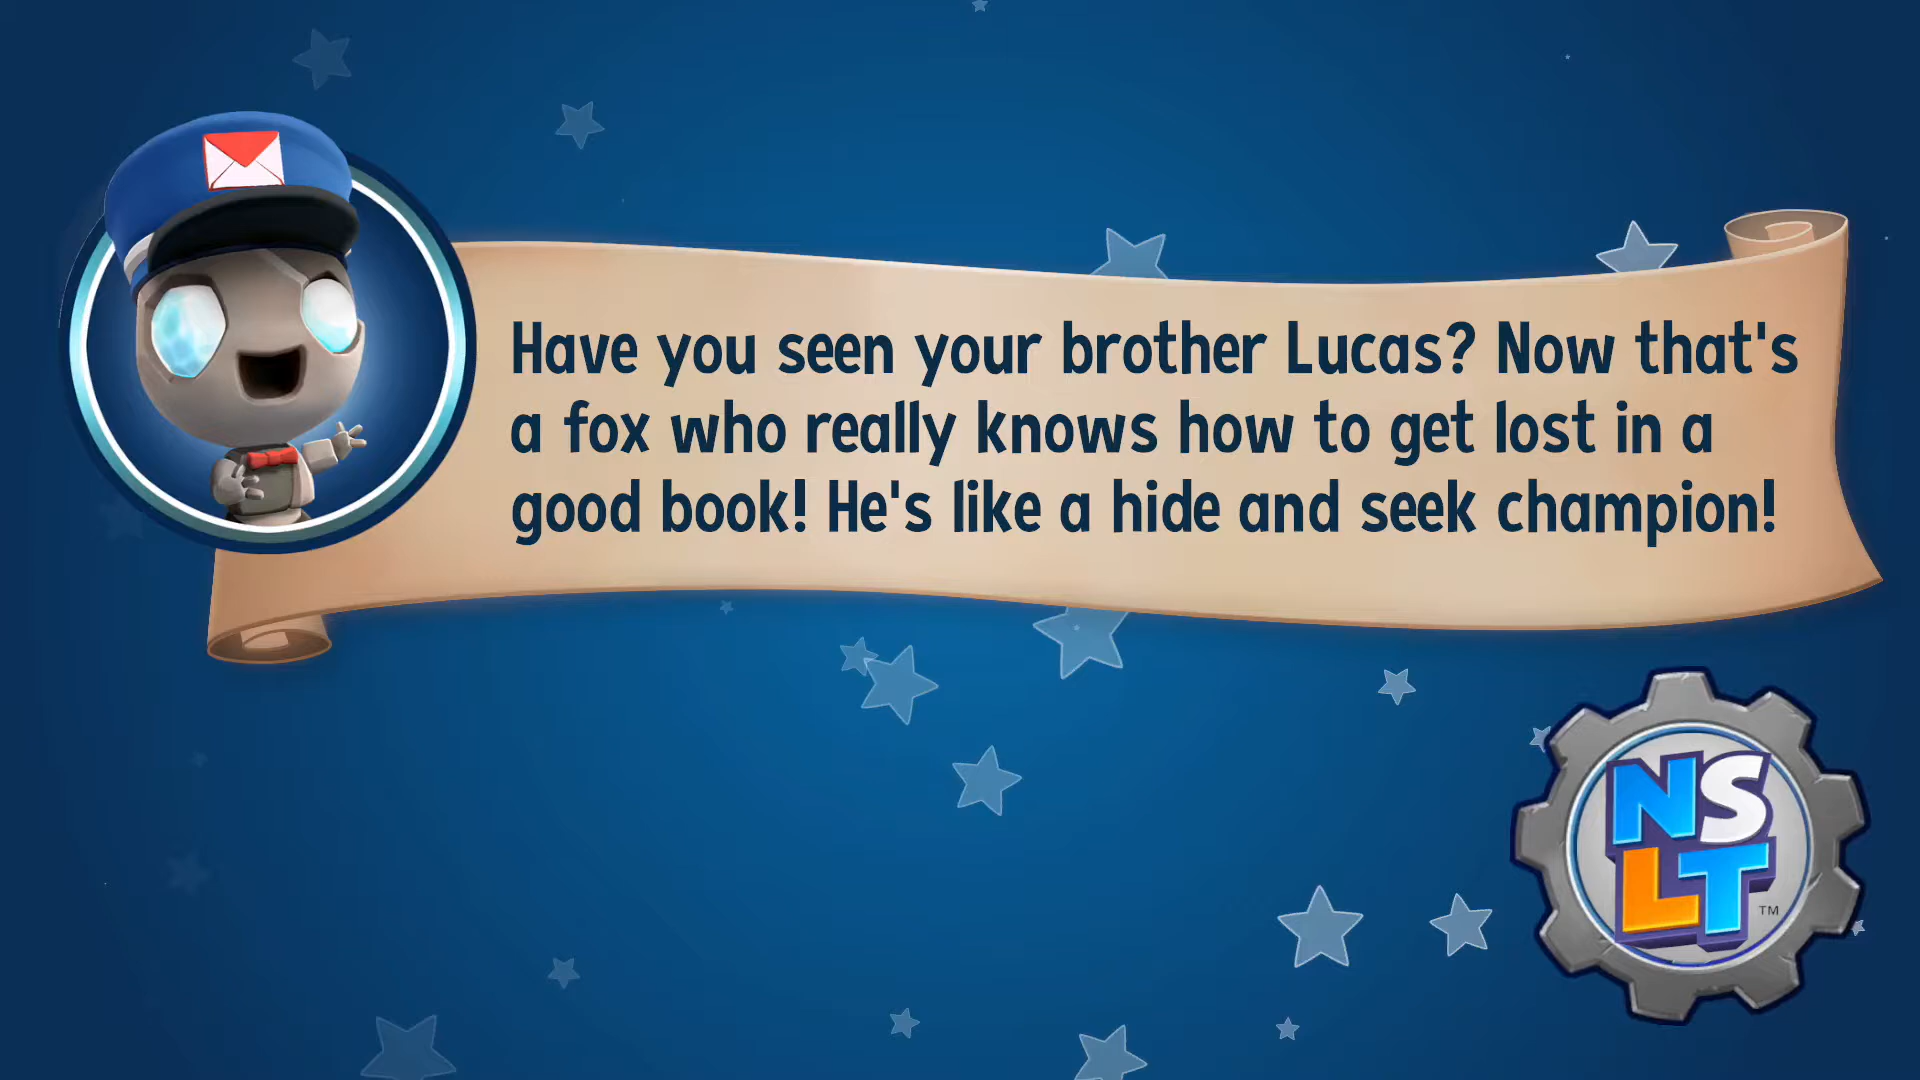 Have you seen your brother Lucas? Now that's
a fox who really knows how to get lost in a
good book! He's like a hide and seek champion!
NS
LT
TM